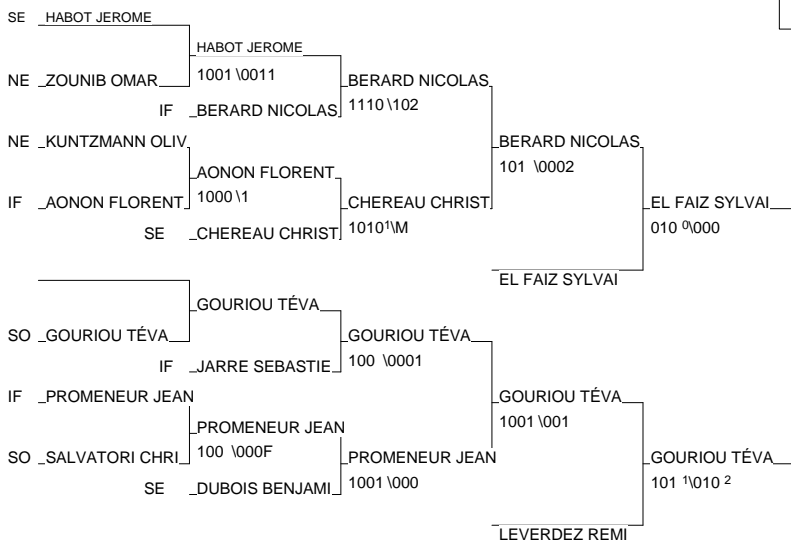 SE HABOT JEROME
HABOT JEROME
NE ZOUNIB OMAR 1001 \0011 BERARD NICOLAS
IF BERARD NICOLAS 1110 \102
NE KUNTZMANN OLIV BERARD NICOLAS
AONON FLORENT 101 \0002
IF AONON FLORENT 1000 \1 CHEREAU CHRIST EL FAIZ SYLVAI
SE CHEREAU CHRIST 1010¹\M 010 ⁰\000
EL FAIZ SYLVAI
GOURIOU TÉVA
SO GOURIOU TÉVA GOURIOU TÉVA
IF JARRE SEBASTIE 100 \0001
IF PROMENEUR JEAN GOURIOU TÉVA
PROMENEUR JEAN 1001 \001
SO SALVATORI CHRI 100 \000F PROMENEUR JEAN GOURIOU TÉVA
SE DUBOIS BENJAMI 1001 \000 101 ¹\010 ²
LEVERDEZ REMI